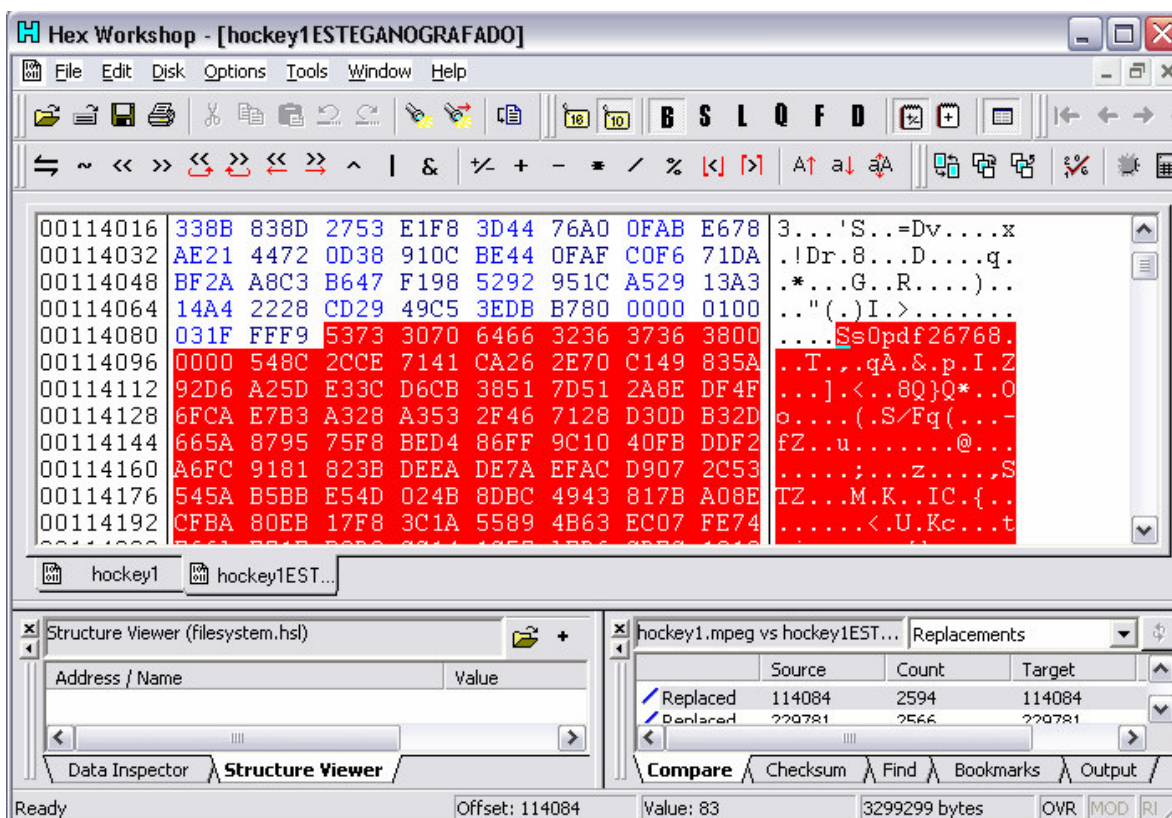 Hex Workshop - [hockey1ESTEGANOGRAFADO]
File Edit Disk Options Tools Window Help
B S L Q F D
00114016 338B 838D 2753 E1F8 3D44 76A0 0FAB E678 3...'S..=Dv....x
00114032 AE21 4472 0D38 910C BE44 0FAF C0F6 71DA .!Dr.8...D....q.
00114048 BF2A A8C3 B647 F198 5292 951C A529 13A3 .*...G..R....)..
00114064 14A4 2228 CD29 49C5 3EDB B780 0000 0100 .."(.)I.>.......
00114080 031F FFF9 5373 3070 6466 3236 3736 3800 ....Ss0pdf26768.
00114096 0000 548C 2CCE 7141 CA26 2E70 C149 835A ..T.,.qA.&.p.I.Z
00114112 92D6 A25D E33C D6CB 3851 7D51 2A8E DF4F ...].<..8Q}Q*..O
00114128 6FCA E7B3 A328 A353 2F46 7128 D30D B32D o....(.S/Fq(...-
00114144 665A 8795 75F8 BED4 86FF 9C10 40FB DDF2 fZ..u.......@...
00114160 A6FC 9181 823B DEEA DE7A EFAC D907 2C53 .....;...z....,S
00114176 545A B5BB E54D 024B 8DBC 4943 817B A08E TZ...M.K..IC.{..
00114192 CFBA 80EB 17F8 3C1A 5589 4B63 EC07 FE74 ......<.U.Kc...t
hockey1 hockey1EST...
Structure Viewer (filesystem.hsl)
Address / Name Value
Data Inspector Structure Viewer
hockey1.mpeg vs hockey1EST... Replacements
Source Count Target
Replaced 114084 2594 114084
Replaced 229781 2566 229781
Compare Checksum Find Bookmarks Output
Ready Offset: 114084 Value: 83 3299299 bytes OVR MOD RE